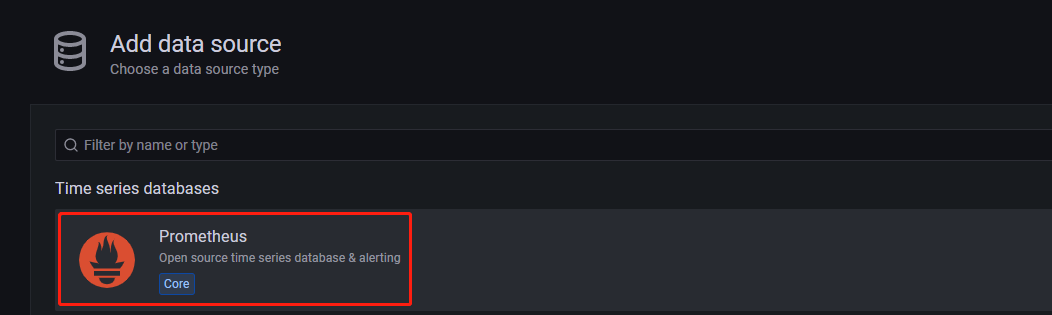 Add data source
Choose a data source type
Filter by name or type
Time series databases
Prometheus
Open source time series database & alerting
Core